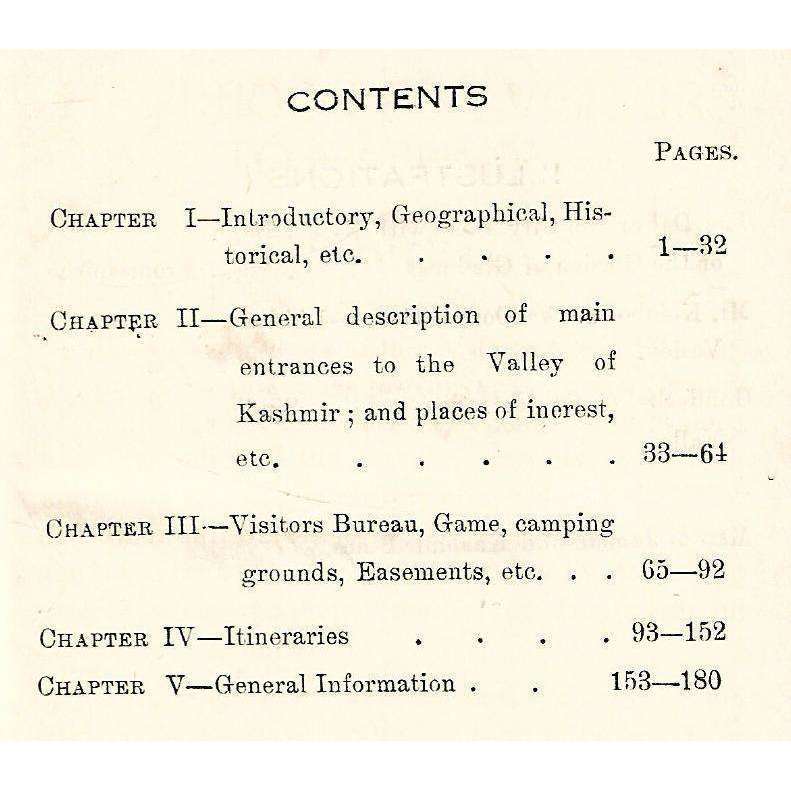 CONTENTS
PAGES.
CHAPTER I—Introductory, Geographical, His-
torical, etc. . . . . 1—32
CHAPTER II—General description of main
entrances to the Valley of
Kashmir ; and places of inerest,
etc. . . . . . 33—64
CHAPTER III—Visitors Bureau, Game, camping
grounds, Easements, etc. . . 65—92
CHAPTER IV—Itineraries . . . . 93—152
CHAPTER V—General Information . . 153—180